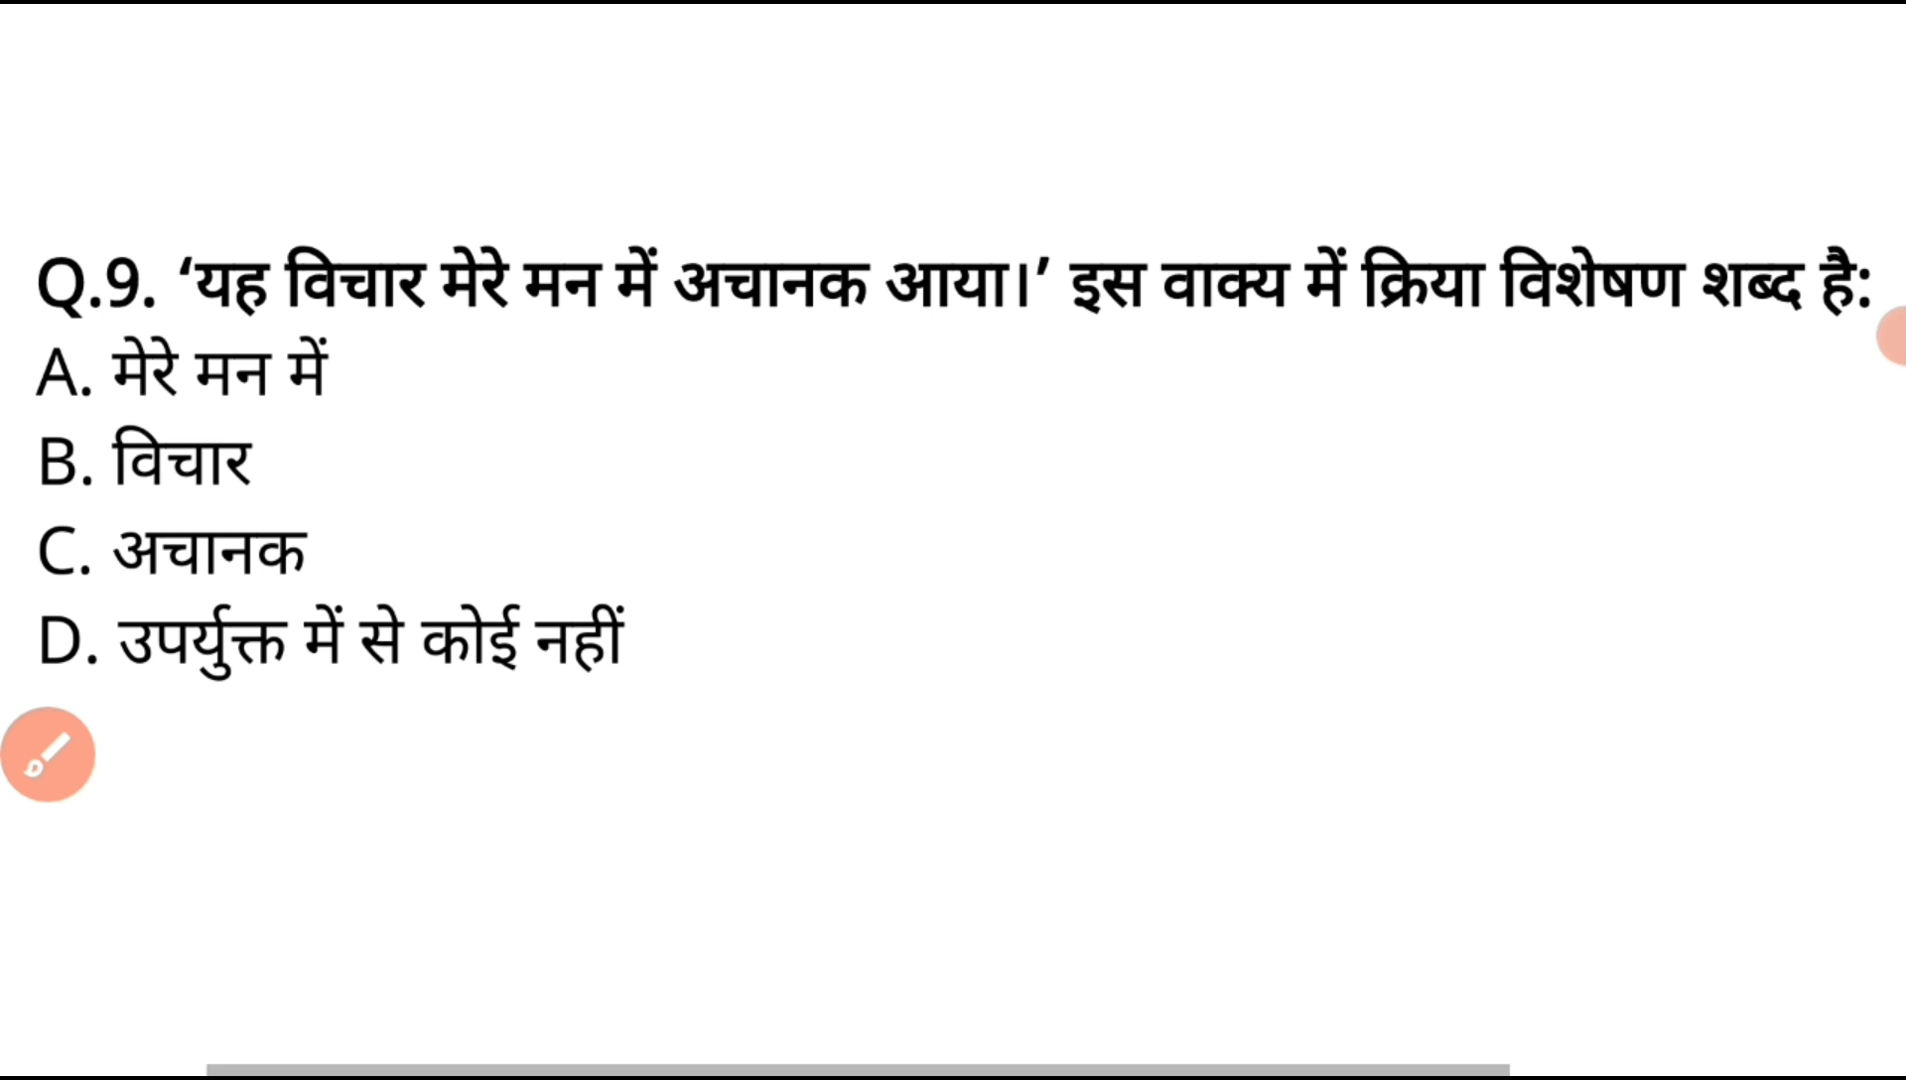 Q.9. ‘यह विचार मेरे मन में अचानक आया।’ इस वाक्य में क्रिया विशेषण शब्द है:
A. मेरे मन में
B. विचार
C. अचानक
D. उपर्युक्त में से कोई नहीं